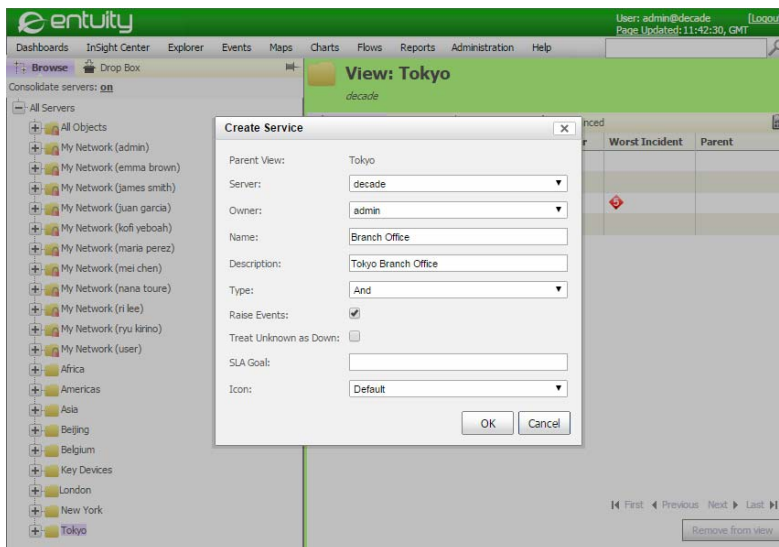 entuity
User: admin@decade [Logout
Page Updated: 11:42:30, GMT
Dashboards InSight Center Explorer Events Maps Charts Flows Reports Administration Help
Browse Drop Box
Consolidate servers: on
All Servers
All Objects
My Network (admin)
My Network (emma brown)
My Network (james smith)
My Network (juan garcia)
My Network (kofi yeboah)
My Network (maria perez)
My Network (mei chen)
My Network (nana toure)
My Network (ri lee)
My Network (ryu kirino)
My Network (user)
Africa
Americas
Asia
Beijing
Belgium
Key Devices
London
New York
Tokyo
View: Tokyo
decade
nced
r Worst Incident Parent
Create Service
Parent View: Tokyo
Server: decade
Owner: admin
Name: Branch Office
Description: Tokyo Branch Office
Type: And
Raise Events:
Treat Unknown as Down:
SLA Goal:
Icon: Default
OK Cancel
First Previous Next Last
Remove from view